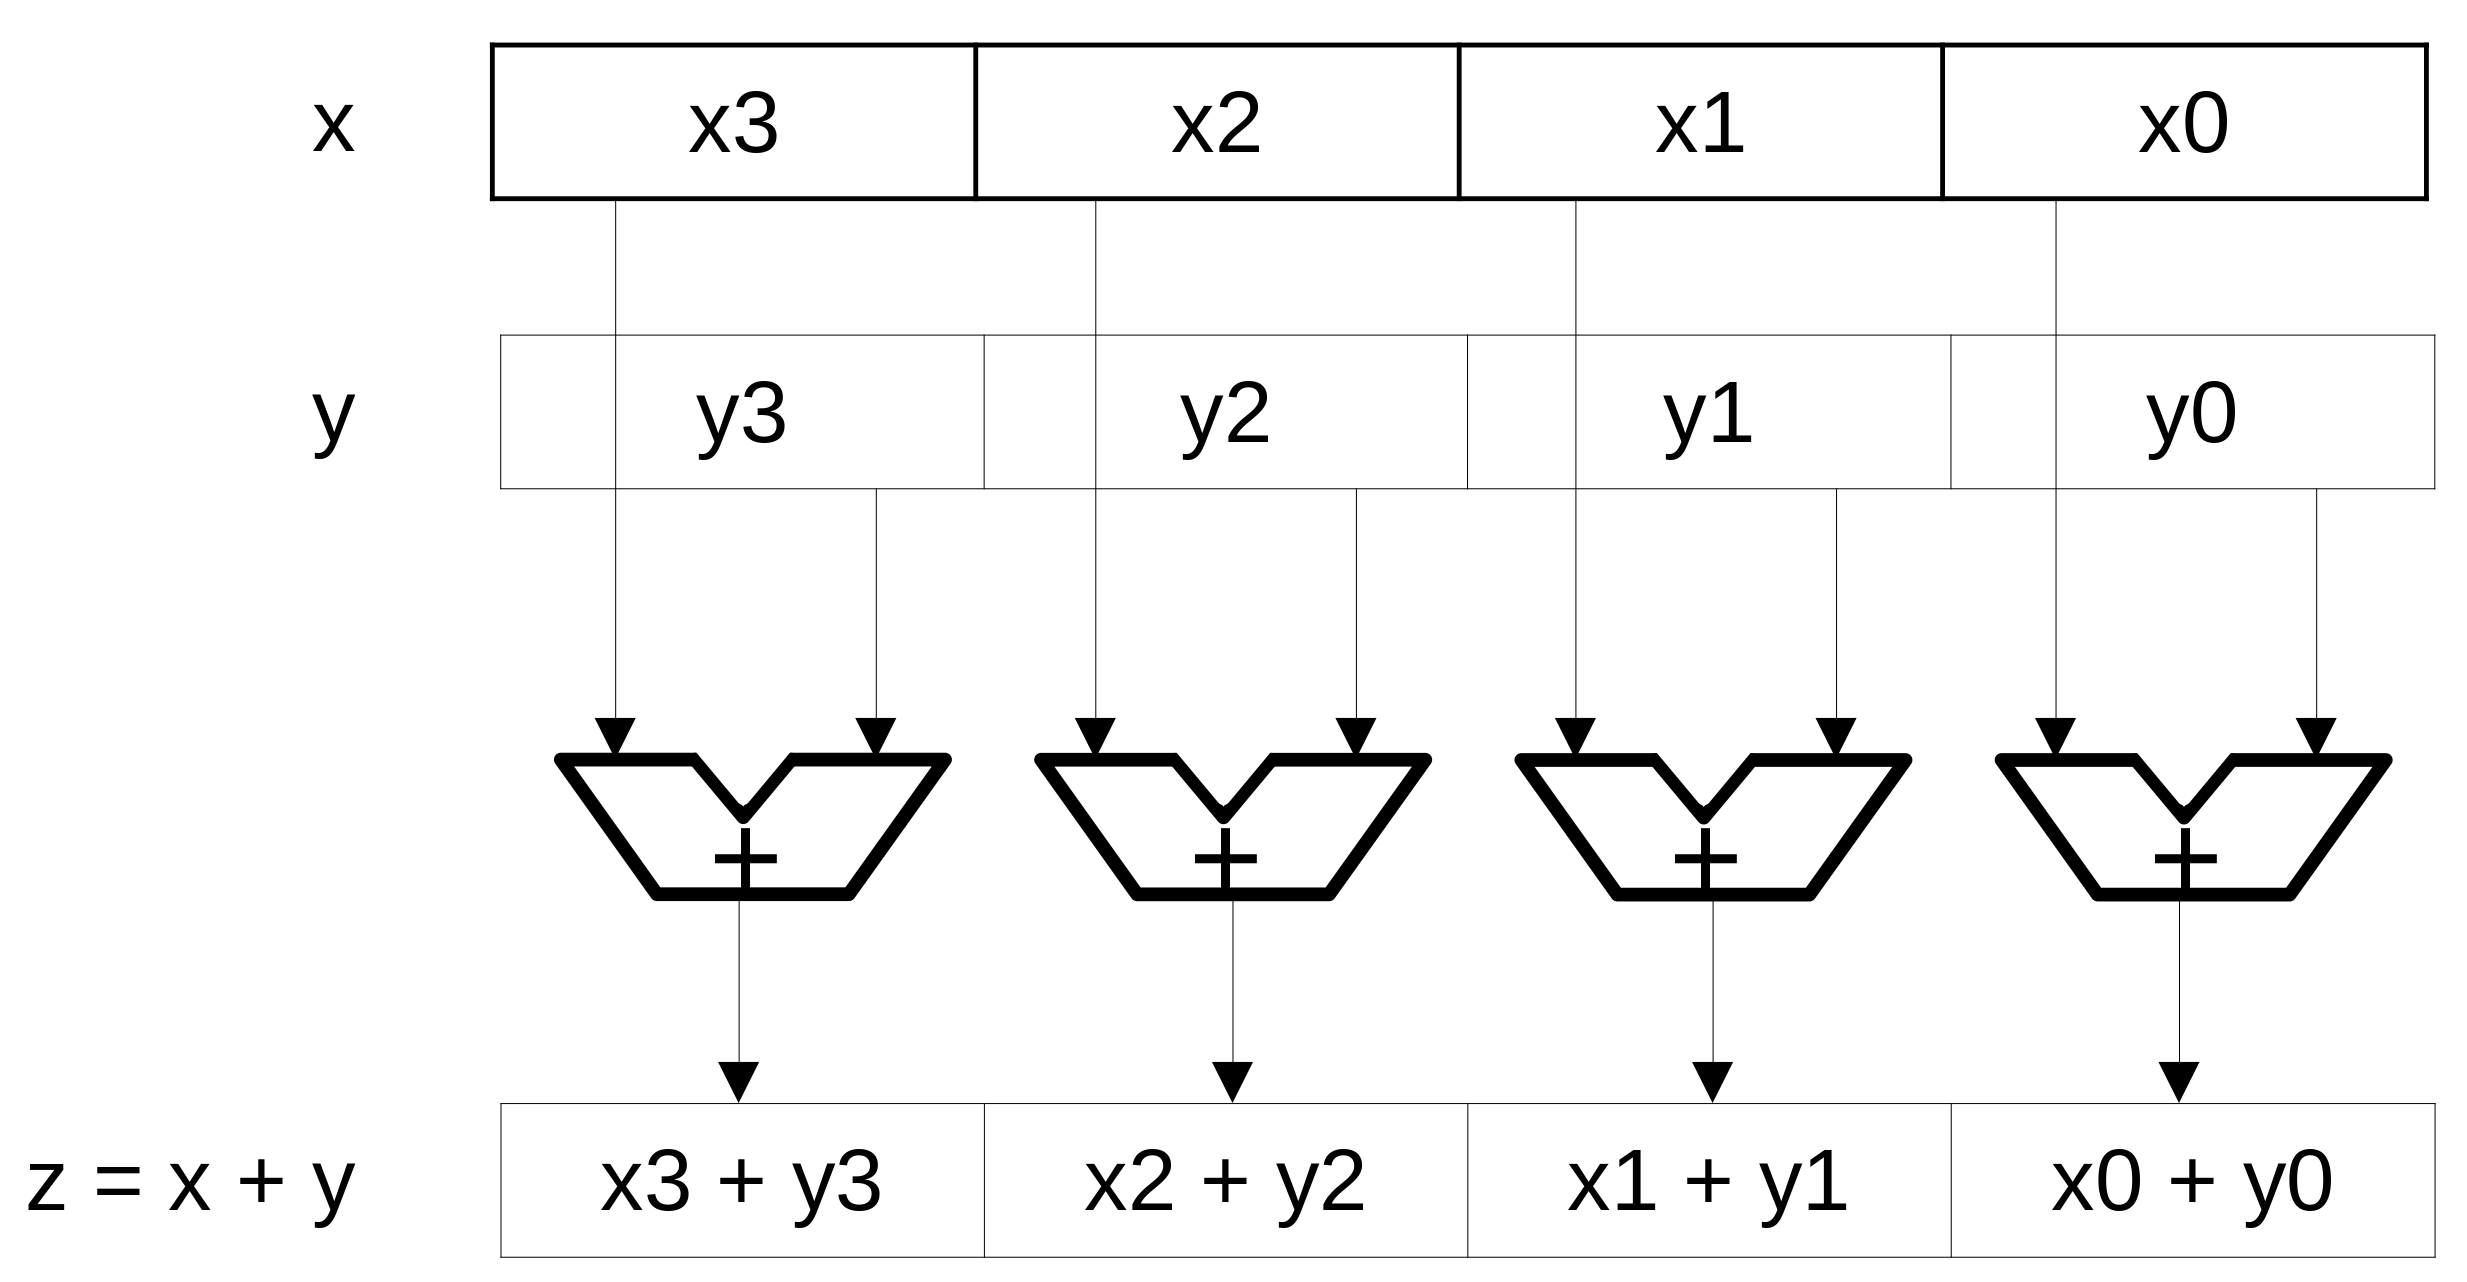 x x3 x2 x1 x0
y y3 y2 y1 y0
+ + + +
z = x + y x3 + y3 x2 + y2 x1 + y1 x0 + y0